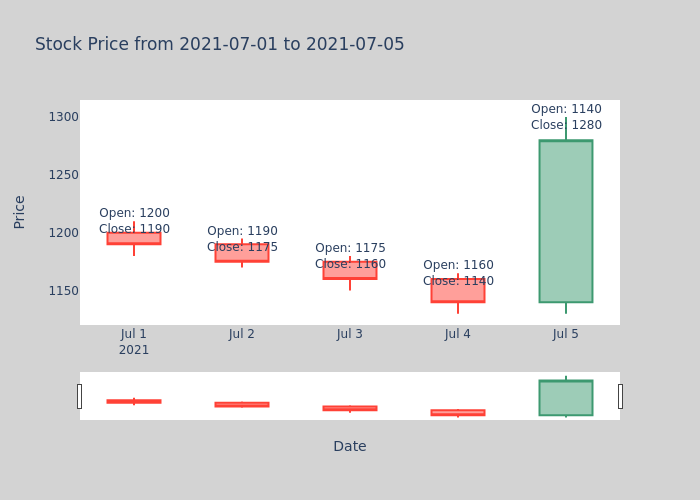 Stock Price from 2021-07-01 to 2021-07-05
Price
1300
1250
1200
1150
Open: 1200
Close: 1190
Open: 1190
Close: 1175
Open: 1175
Close: 1160
Open: 1160
Close: 1140
Open: 1140
Close: 1280
Jul 1
2021
Jul 2
Jul 3
Jul 4
Jul 5
Date